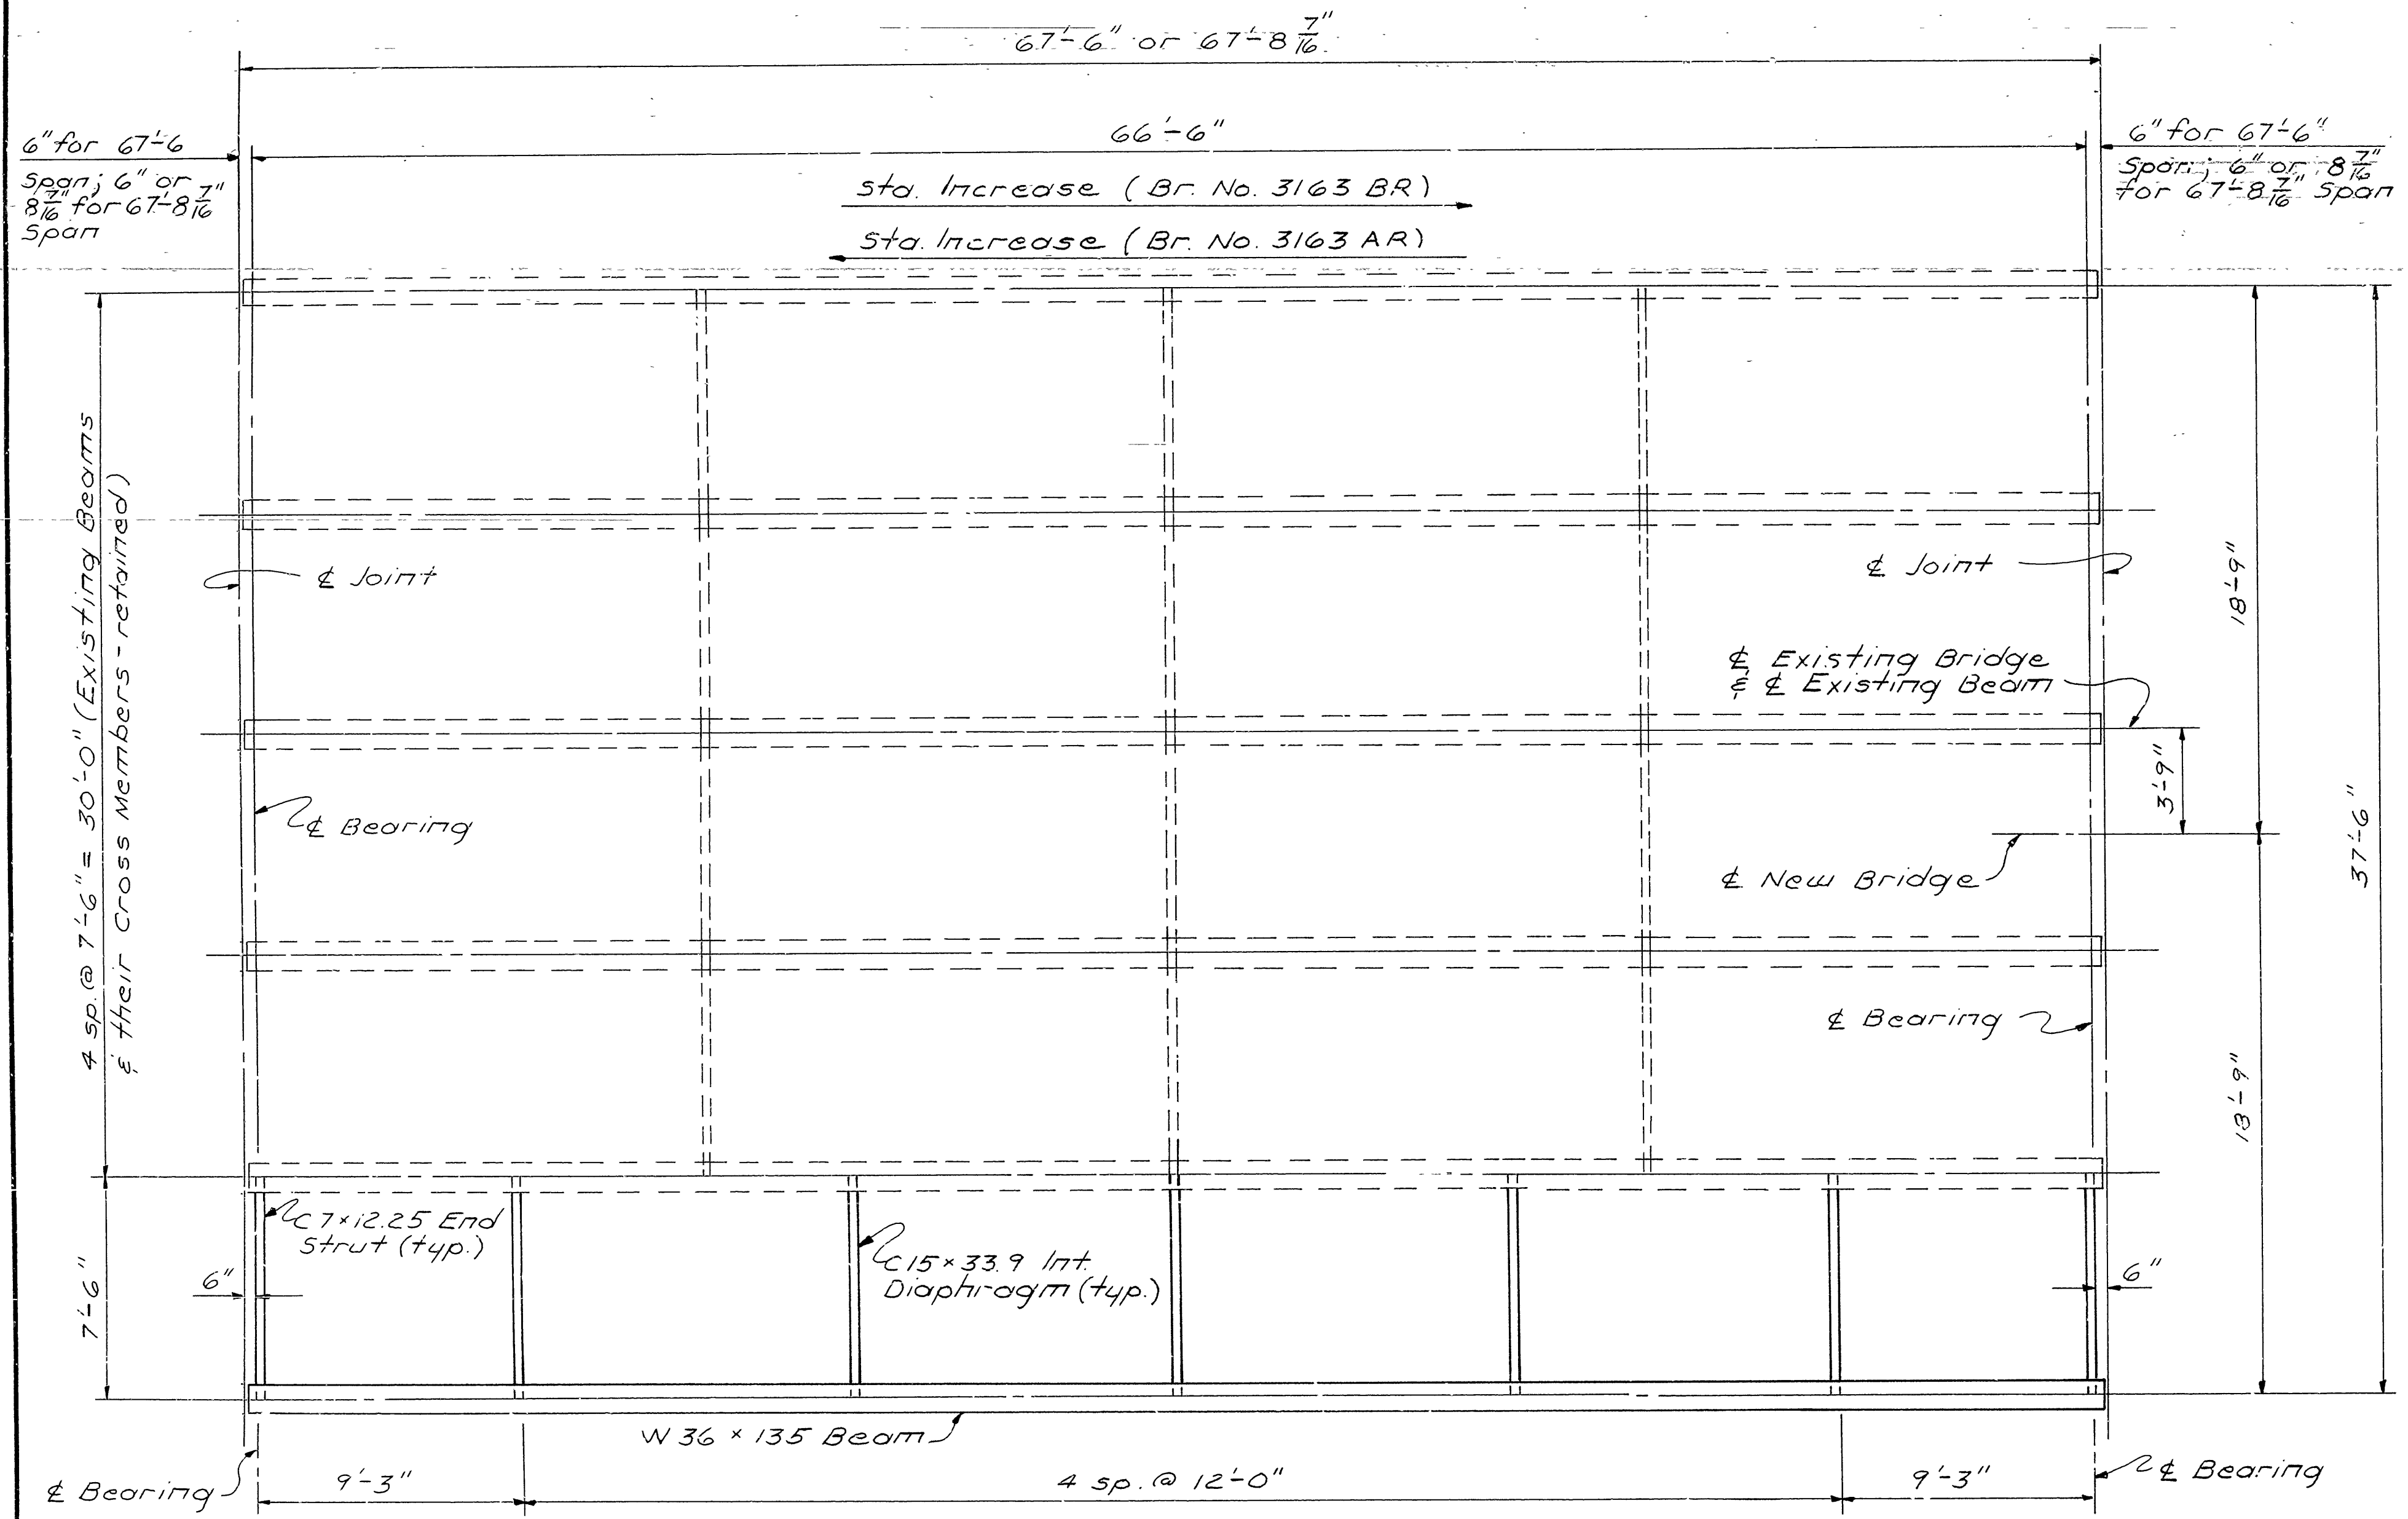 67'-6" or 67'-8 7/16"
6" for 67'-6
Span; 6" or
8 7/16" for 67'-8 7/16"
Span
66'-6"
6" for 67'-6"
Span; 6" or 8 7/16"
for 67'-8 7/16" Span
Sta. Increase (Br. No. 3163 BR)
Sta. Increase (Br. No. 3163 AR)
4 sp. @ 7'-6" = 30'-0" (Existing Beams
& their Cross Members - retained)
℄ Joint
℄ Joint
18'-9"
℄ Existing Bridge
& ℄ Existing Beam
3'-9"
37'-6"
℄ Bearing
℄ New Bridge
℄ Bearing
18'-9"
C7×12.25 End
Strut (typ.)
C15×33.9 Int.
Diaphragm (typ.)
7'-6"
6"
6"
W 36 × 135 Beam
℄ Bearing
9'-3"
4 sp. @ 12'-0"
9'-3"
℄ Bearing